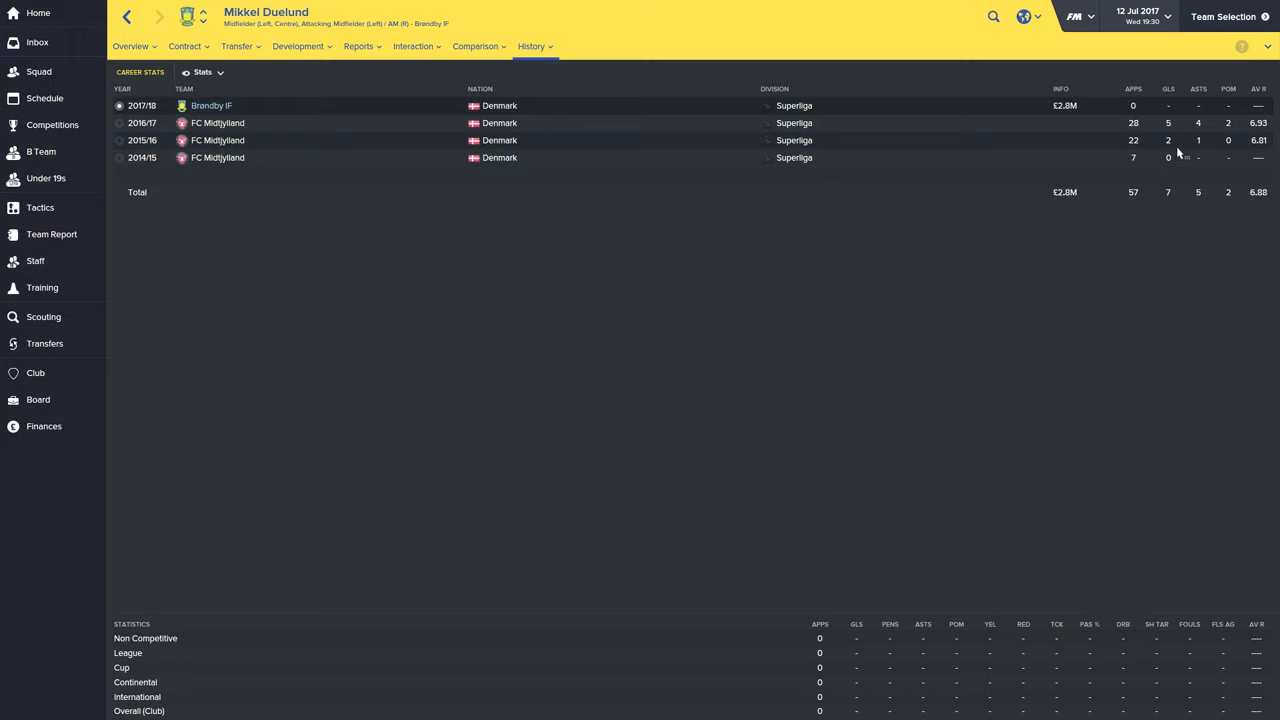 Home
Inbox
Squad
Schedule
Competitions
B Team
Under 19s
Tactics
Team Report
Staff
Training
Scouting
Transfers
Club
Board
Finances
Mikkel Duelund
Midfielder (Left, Centre), Attacking Midfielder (Left) / AM (R) - Brøndby IF
FM
12 Jul 2017
Wed 19:30
Team Selection
Overview Contract Transfer Development Reports Interaction Comparison History ?
CAREER STATS Stats
YEAR TEAM NATION DIVISION INFO APPS GLS ASTS POM AV R
2017/18 Brøndby IF Denmark Superliga £2.8M 0 - - - ----
2016/17 FC Midtjylland Denmark Superliga 28 5 4 2 6.93
2015/16 FC Midtjylland Denmark Superliga 22 2 1 0 6.81
2014/15 FC Midtjylland Denmark Superliga 7 0 - - ----
Total £2.8M 57 7 5 2 6.88
STATISTICS APPS GLS PENS ASTS POM YEL RED TCK PAS % DRB SH TAR FOULS FLS AG AV R
Non Competitive 0 - - - - - - - - - - - - ----
League 0 - - - - - - - - - - - - ----
Cup 0 - - - - - - - - - - - - ----
Continental 0 - - - - - - - - - - - - ----
International 0 - - - - - - - - - - - - ----
Overall (Club) 0 - - - - - - - - - - - - ----